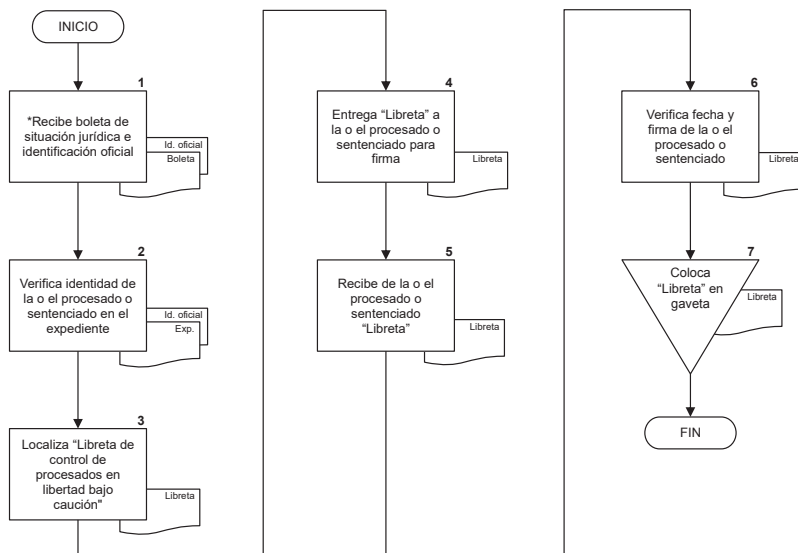 INICIO
1
*Recibe boleta de
situación jurídica e
identificación oficial
Id. oficial
Boleta
2
Verifica identidad de
la o el procesado o
sentenciado en el
expediente
Id. oficial
Exp.
3
Localiza “Libreta de
control de
procesados en
libertad bajo
caución"
Libreta
4
Entrega “Libreta” a
la o el procesado o
sentenciado para
firma
Libreta
5
Recibe de la o el
procesado o
sentenciado
“Libreta”
Libreta
6
Verifica fecha y
firma de la o el
procesado o
sentenciado
Libreta
7
Coloca
“Libreta” en
gaveta
Libreta
FIN